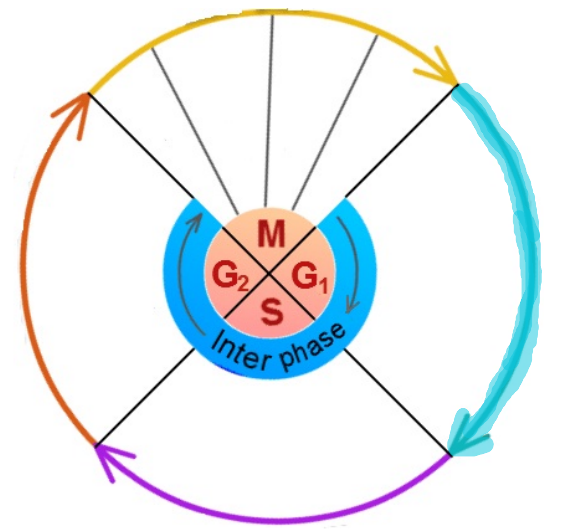 M
G₂ G₁
S
Inter phase